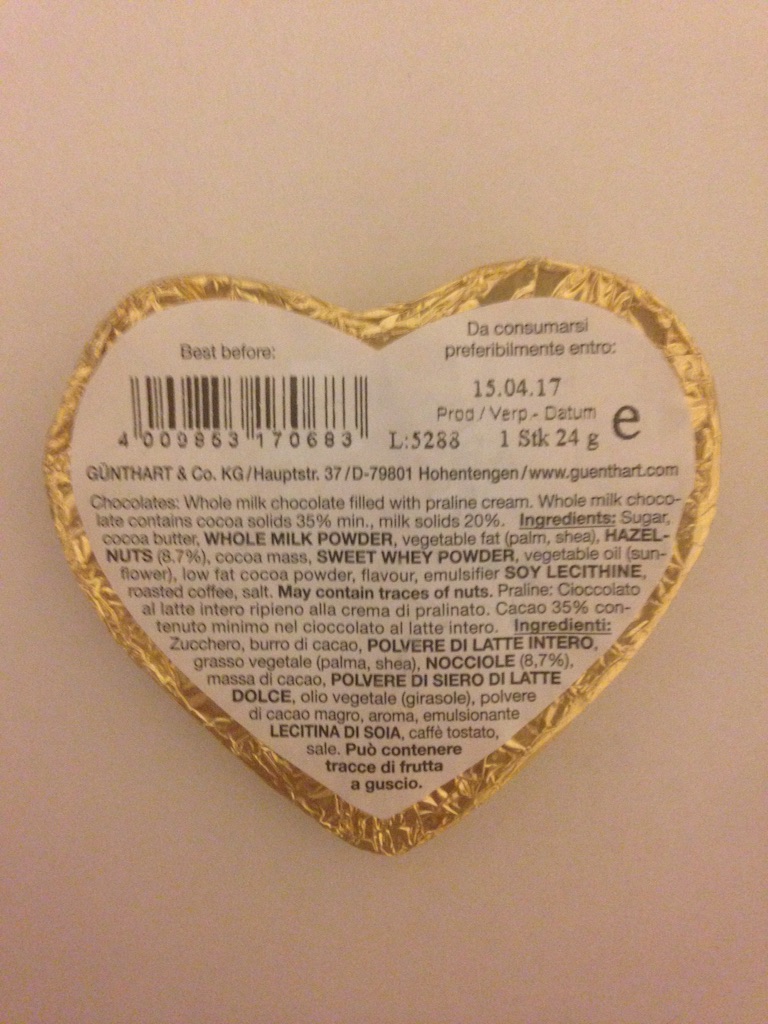 Best before:
Da consumarsi
preferibilmente entro:
15.04.17
Prod / Verp - Datum
e
4 009853 170683
L:5288 1 Stk 24 g
GÜNTHART & Co. KG/Hauptstr. 37/D-79801 Hohentengen/www.guenthart.com
Chocolates: Whole milk chocolate filled with praline cream. Whole milk choco-
late contains cocoa solids 35% min., milk solids 20%. Ingredients: Sugar,
cocoa butter, WHOLE MILK POWDER, vegetable fat (palm, shea), HAZEL-
NUTS (8.7%), cocoa mass, SWEET WHEY POWDER, vegetable oil (sun-
flower), low fat cocoa powder, flavour, emulsifier SOY LECITHINE,
roasted coffee, salt. May contain traces of nuts. Praline: Cioccolato
al latte intero ripieno alla crema di pralinato. Cacao 35% con-
tenuto minimo nel cioccolato al latte intero. Ingredienti:
Zucchero, burro di cacao, POLVERE DI LATTE INTERO,
grasso vegetale (palma, shea), NOCCIOLE (8,7%),
massa di cacao, POLVERE DI SIERO DI LATTE
DOLCE, olio vegetale (girasole), polvere
di cacao magro, aroma, emulsionante
LECITINA DI SOIA, caffè tostato,
sale. Può contenere
tracce di frutta
a guscio.